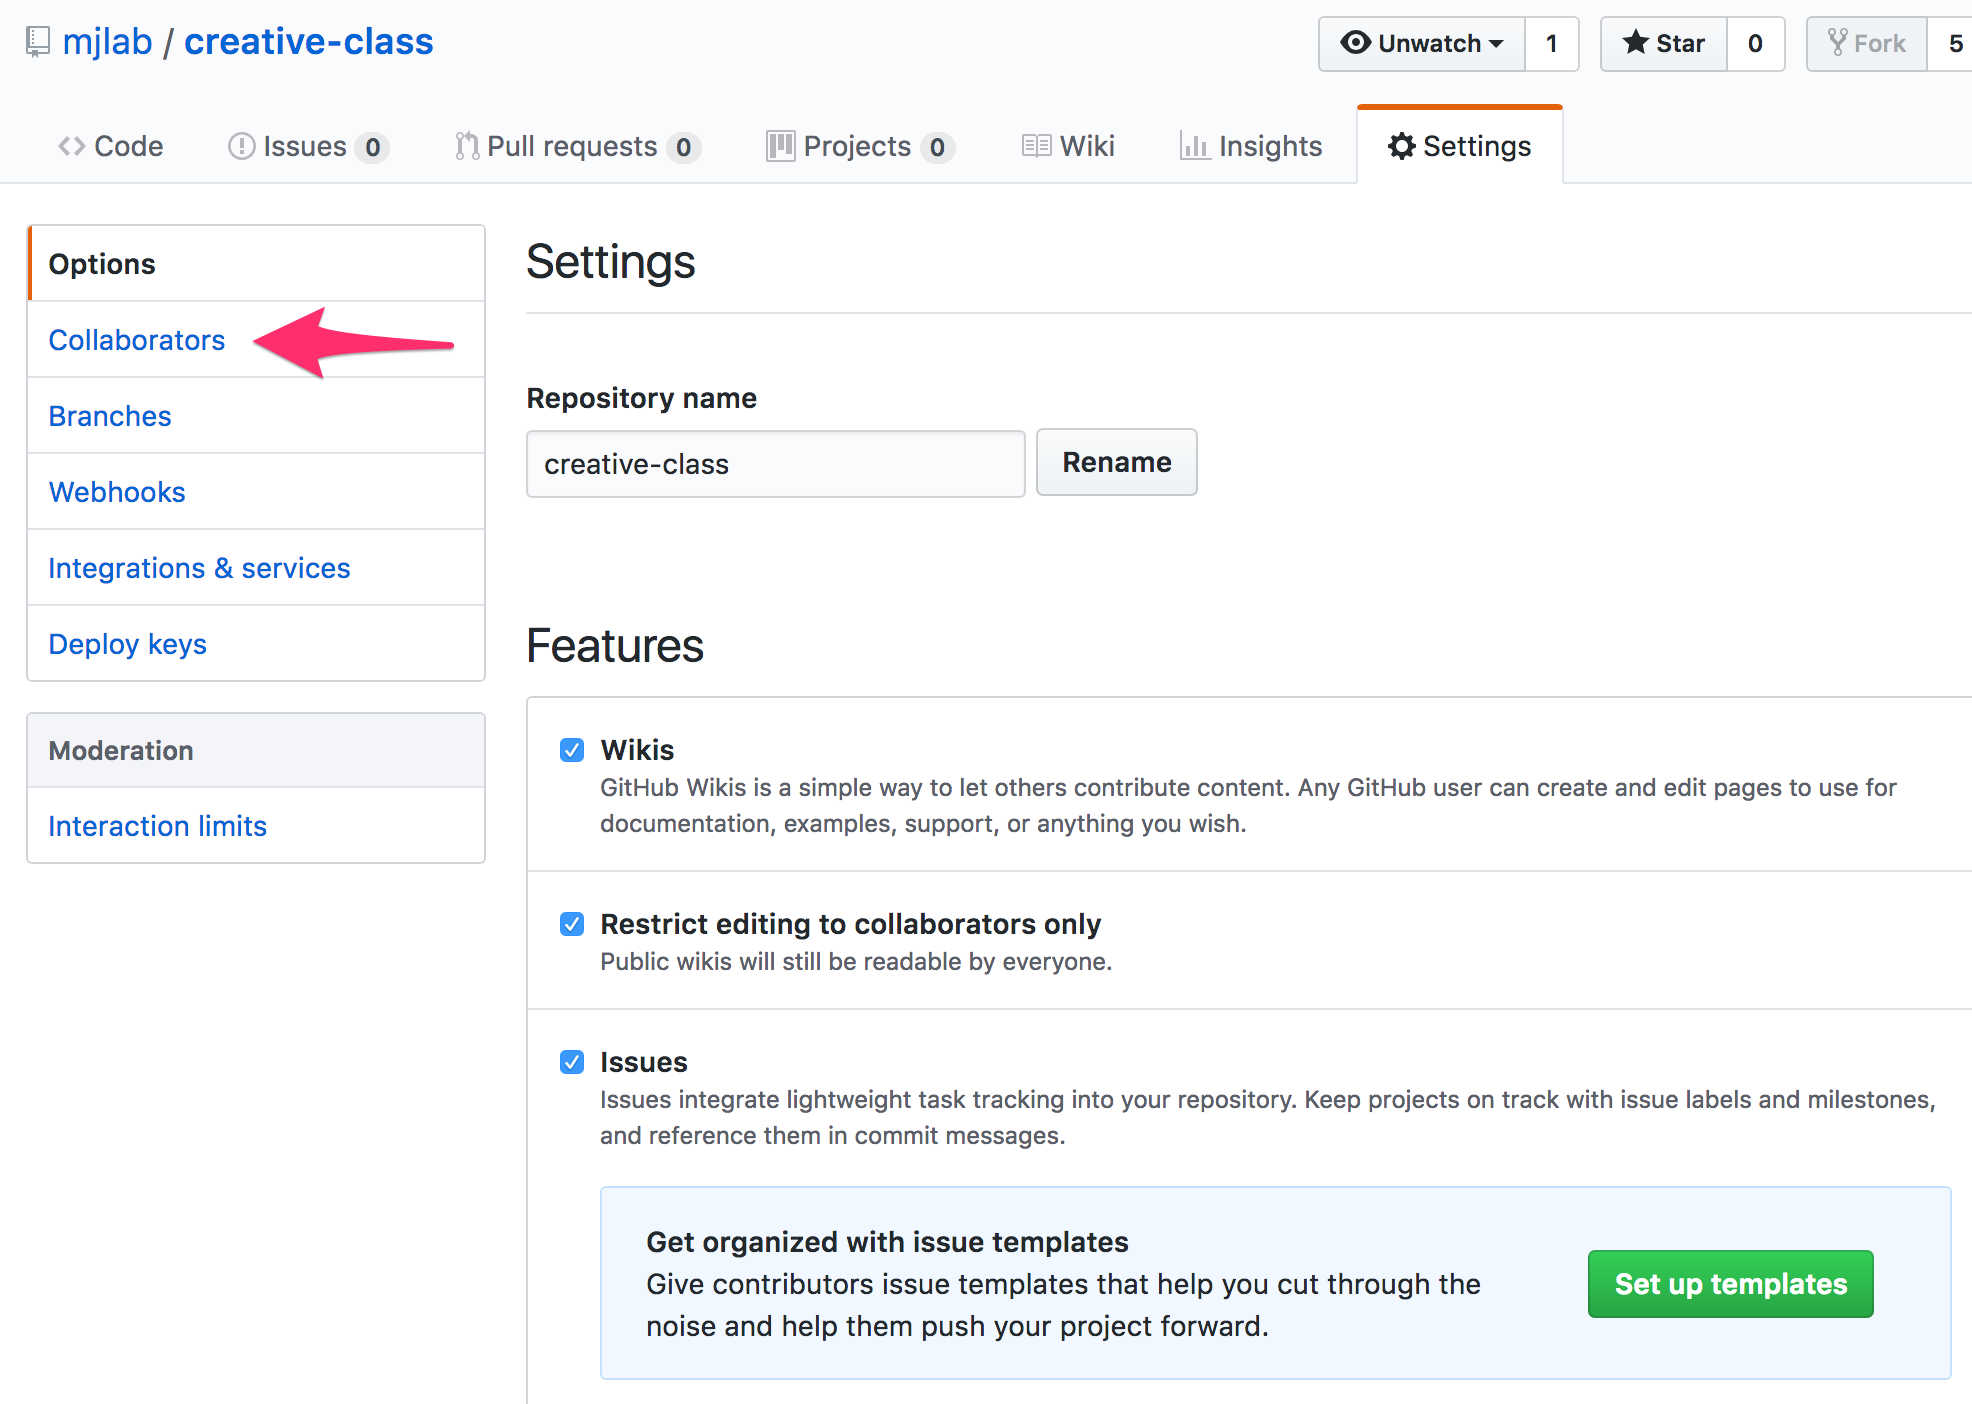 mjlab / creative-class
Unwatch 1
Star 0
Fork 5
Code
Issues 0
Pull requests 0
Projects 0
Wiki
Insights
Settings
Options
Collaborators
Branches
Webhooks
Integrations & services
Deploy keys
Moderation
Interaction limits
Settings
Repository name
creative-class
Rename
Features
Wikis
GitHub Wikis is a simple way to let others contribute content. Any GitHub user can create and edit pages to use for
documentation, examples, support, or anything you wish.
Restrict editing to collaborators only
Public wikis will still be readable by everyone.
Issues
Issues integrate lightweight task tracking into your repository. Keep projects on track with issue labels and milestones,
and reference them in commit messages.
Get organized with issue templates
Give contributors issue templates that help you cut through the
noise and help them push your project forward.
Set up templates